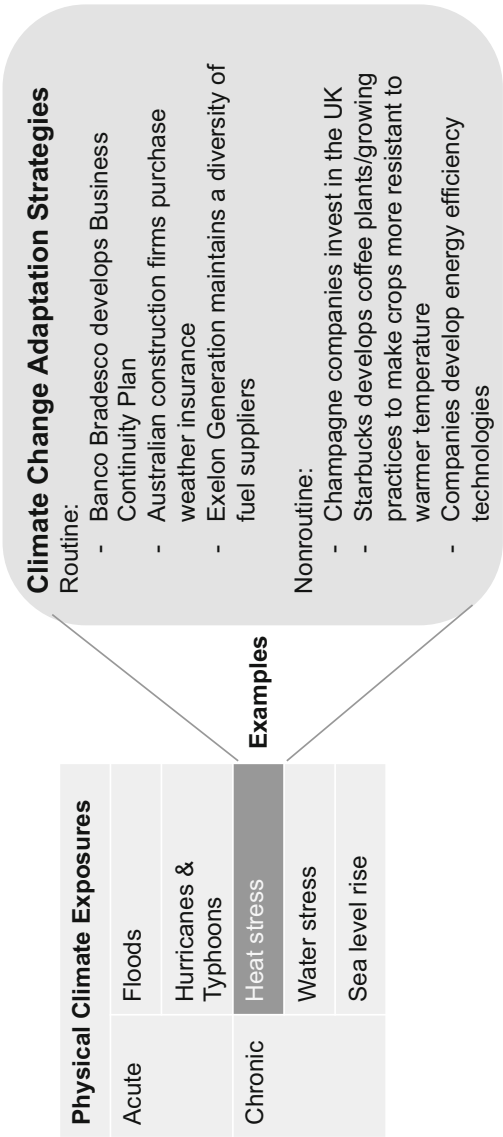 Physical Climate Exposures
Acute
Floods
Hurricanes &
Typhoons
Chronic
Heat stress
Water stress
Sea level rise
Examples
Climate Change Adaptation Strategies
Routine:
- Banco Bradesco develops Business
Continuity Plan
- Australian construction firms purchase
weather insurance
- Exelon Generation maintains a diversity of
fuel suppliers
Nonroutine:
- Champagne companies invest in the UK
- Starbucks develops coffee plants/growing
practices to make crops more resistant to
warmer temperature
- Companies develop energy efficiency
technologies